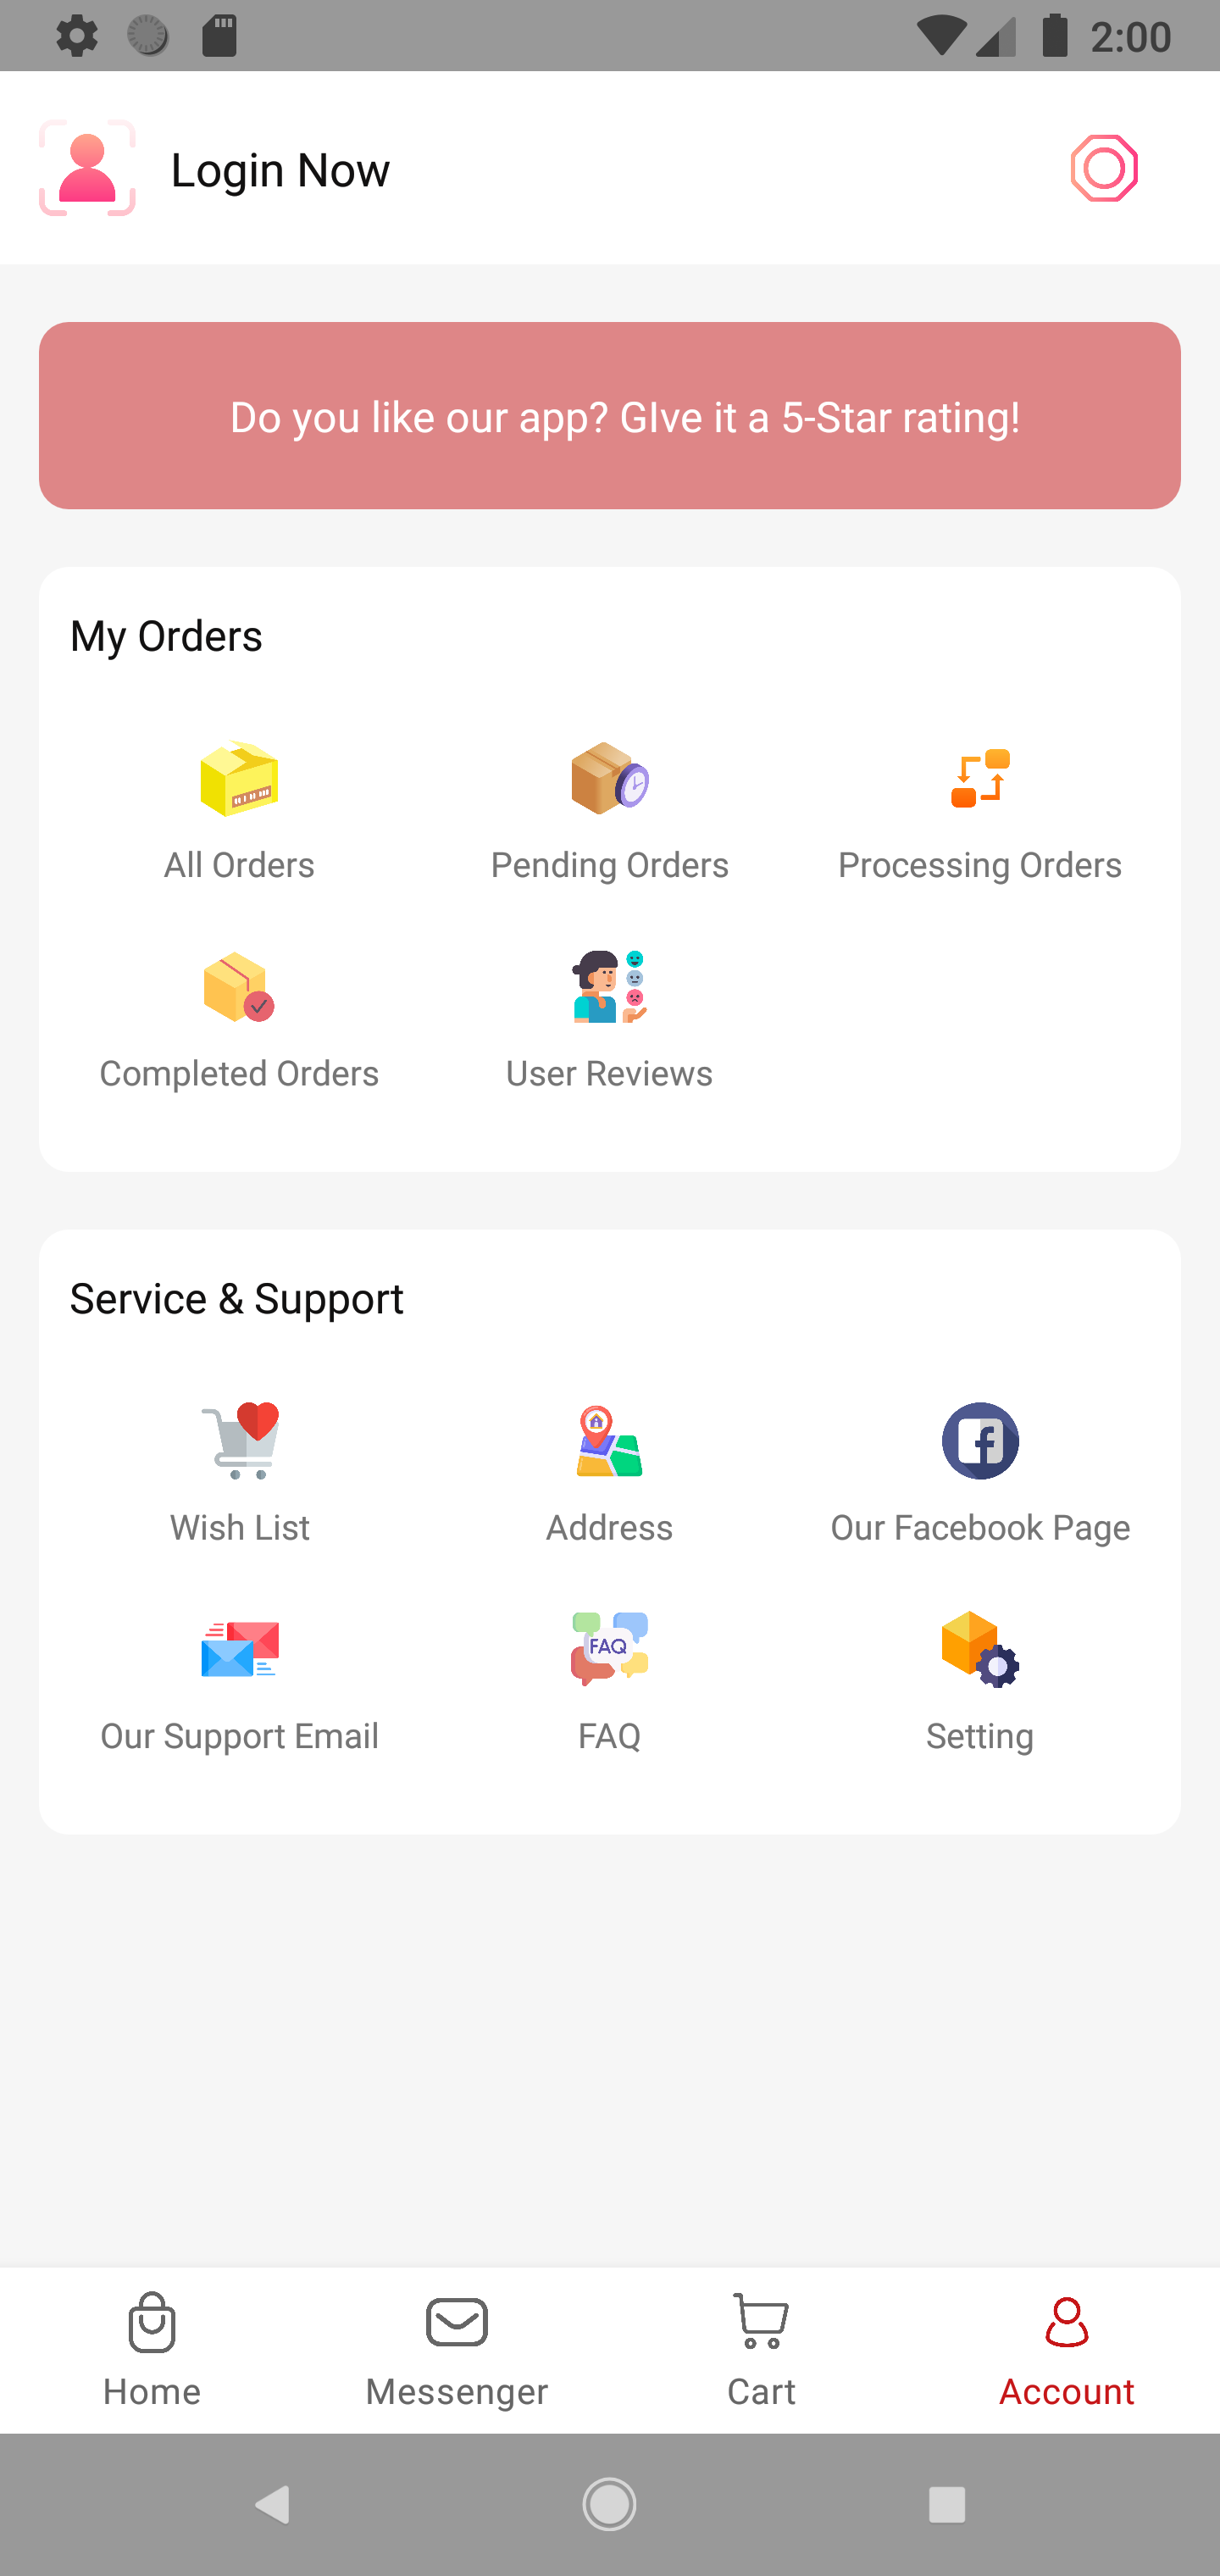 2:00
Login Now
Do you like our app? GIve it a 5-Star rating!
My Orders
All Orders
Pending Orders
Processing Orders
Completed Orders
User Reviews
Service & Support
Wish List
Address
Our Facebook Page
Our Support Email
FAQ
FAQ
Setting
Home
Messenger
Cart
Account